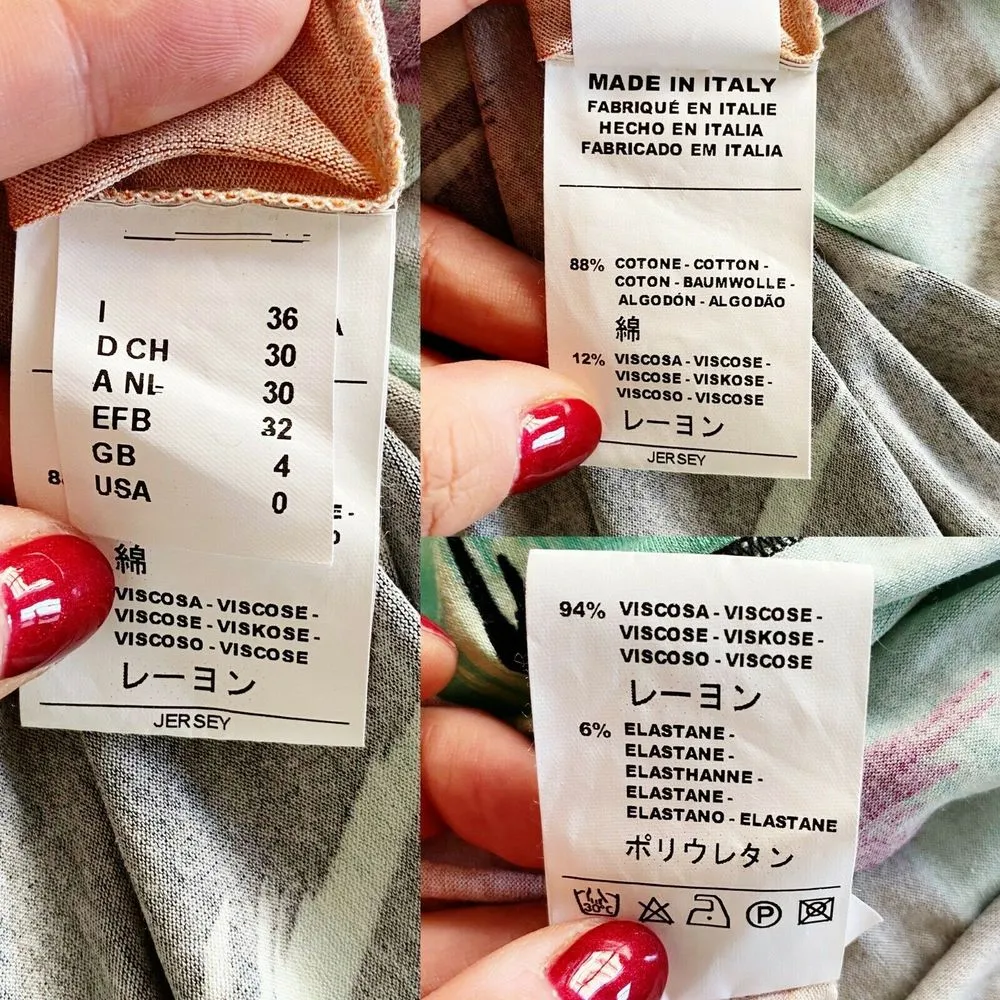 I 36
D CH 30
A NL 30
EFB 32
GB 4
USA 0
綿
VISCOSA - VISCOSE -
VISCOSE - VISKOSE -
VISCOSO - VISCOSE
レーヨン
JERSEY
MADE IN ITALY
FABRIQUÉ EN ITALIE
HECHO EN ITALIA
FABRICADO EM ITALIA
88% COTONE - COTTON -
COTON - BAUMWOLLE -
ALGODÓN - ALGODÃO
綿
12% VISCOSA - VISCOSE -
VISCOSE - VISKOSE -
VISCOSO - VISCOSE
レーヨン
JERSEY
94% VISCOSA - VISCOSE -
VISCOSE - VISKOSE -
VISCOSO - VISCOSE
レーヨン
6% ELASTANE -
ELASTANE -
ELASTHANNE -
ELASTANE -
ELASTANO - ELASTANE
ポリウレタン
30°C
P